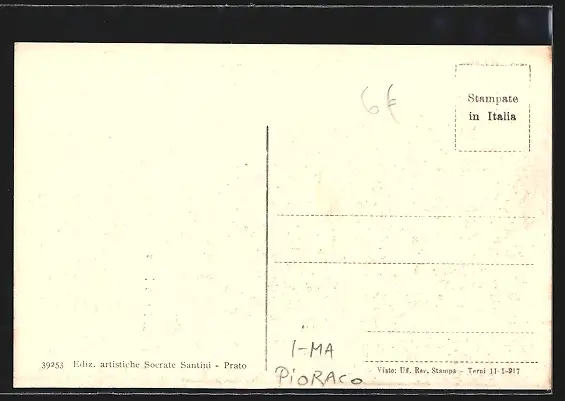 6€
Stampate
in Italia
I-MA
PIORACO
39253 Ediz. artistiche Socrate Santini - Prato
Visto: Uf. Rev. Stampa - Terni 11-1-917